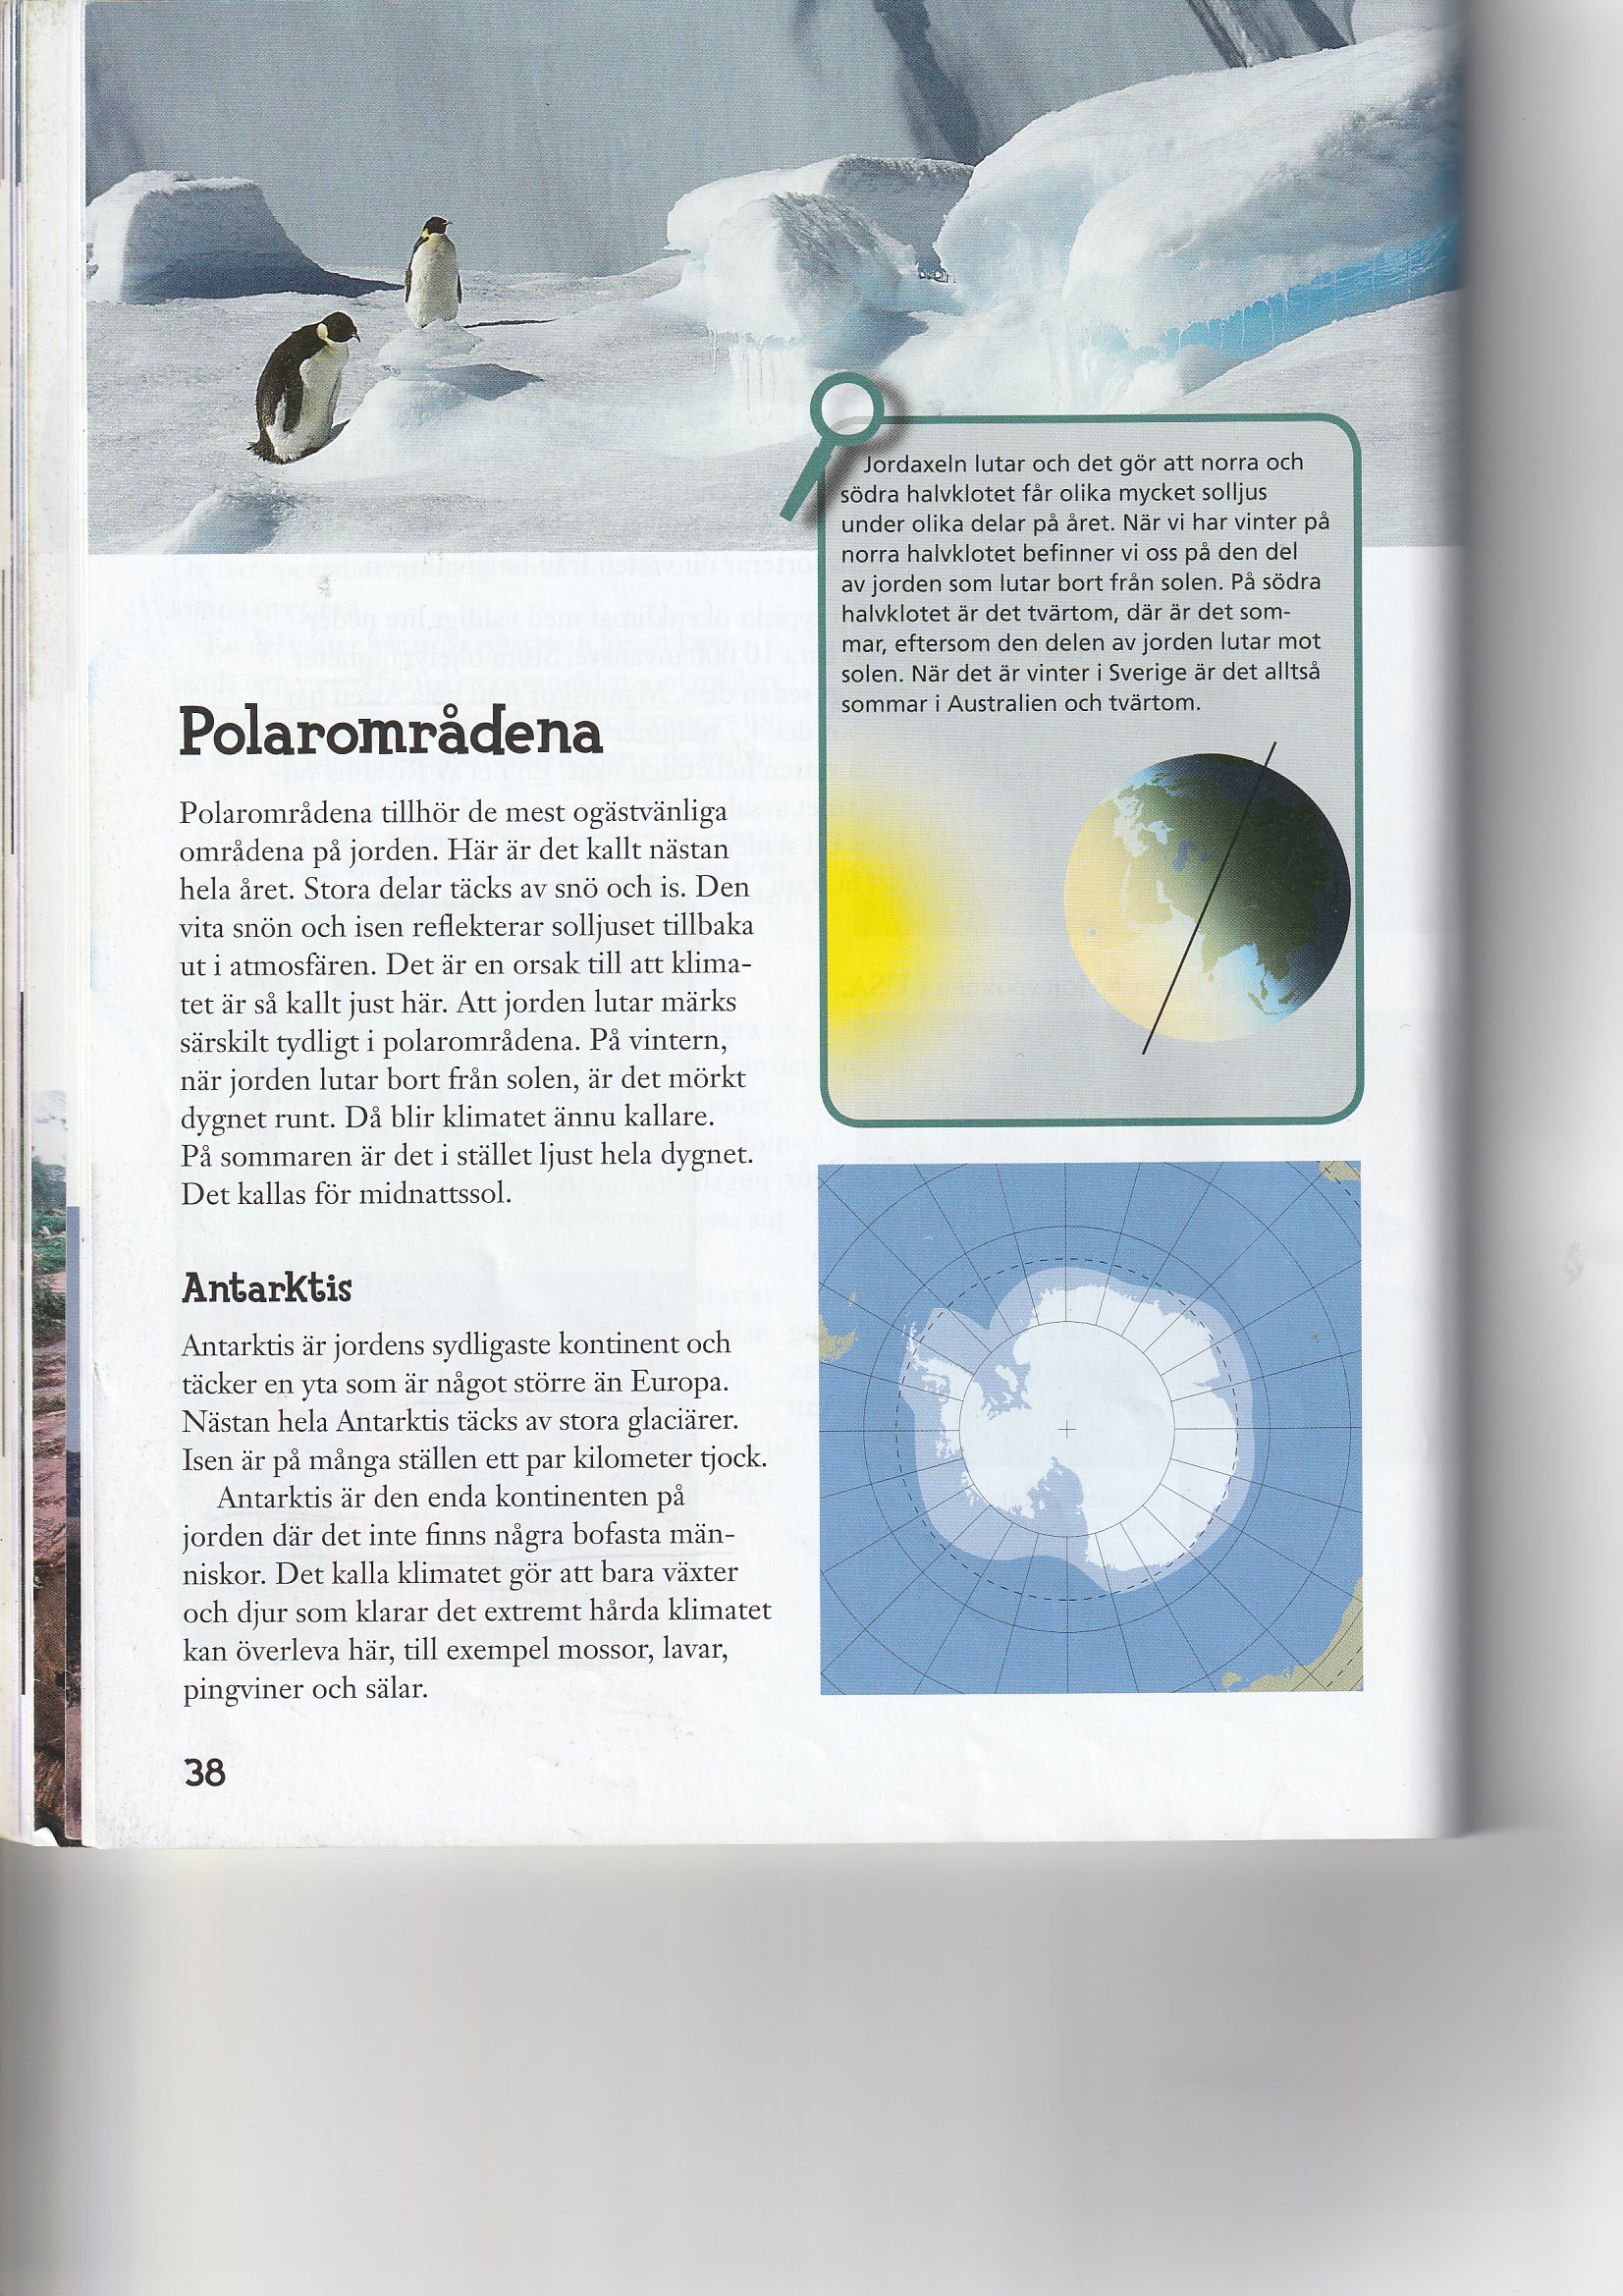 Jordaxeln lutar och det gör att norra och
södra halvklotet får olika mycket solljus
under olika delar på året. När vi har vinter på
norra halvklotet befinner vi oss på den del
av jorden som lutar bort från solen. På södra
halvklotet är det tvärtom, där är det som-
mar, eftersom den delen av jorden lutar mot
solen. När det är vinter i Sverige är det alltså
sommar i Australien och tvärtom.
Polarområdena
Polarområdena tillhör de mest ogästvänliga
områdena på jorden. Här är det kallt nästan
hela året. Stora delar täcks av snö och is. Den
vita snön och isen reflekterar solljuset tillbaka
ut i atmosfären. Det är en orsak till att klima-
tet är så kallt just här. Att jorden lutar märks
särskilt tydligt i polarområdena. På vintern,
när jorden lutar bort från solen, är det mörkt
dygnet runt. Då blir klimatet ännu kallare.
På sommaren är det i stället ljust hela dygnet.
Det kallas för midnattssol.
Antarktis
Antarktis är jordens sydligaste kontinent och
täcker en yta som är något större än Europa.
Nästan hela Antarktis täcks av stora glaciärer.
Isen är på många ställen ett par kilometer tjock.
Antarktis är den enda kontinenten på
jorden där det inte finns några bofasta män-
niskor. Det kalla klimatet gör att bara växter
och djur som klarar det extremt hårda klimatet
kan överleva här, till exempel mossor, lavar,
pingviner och sälar.
38